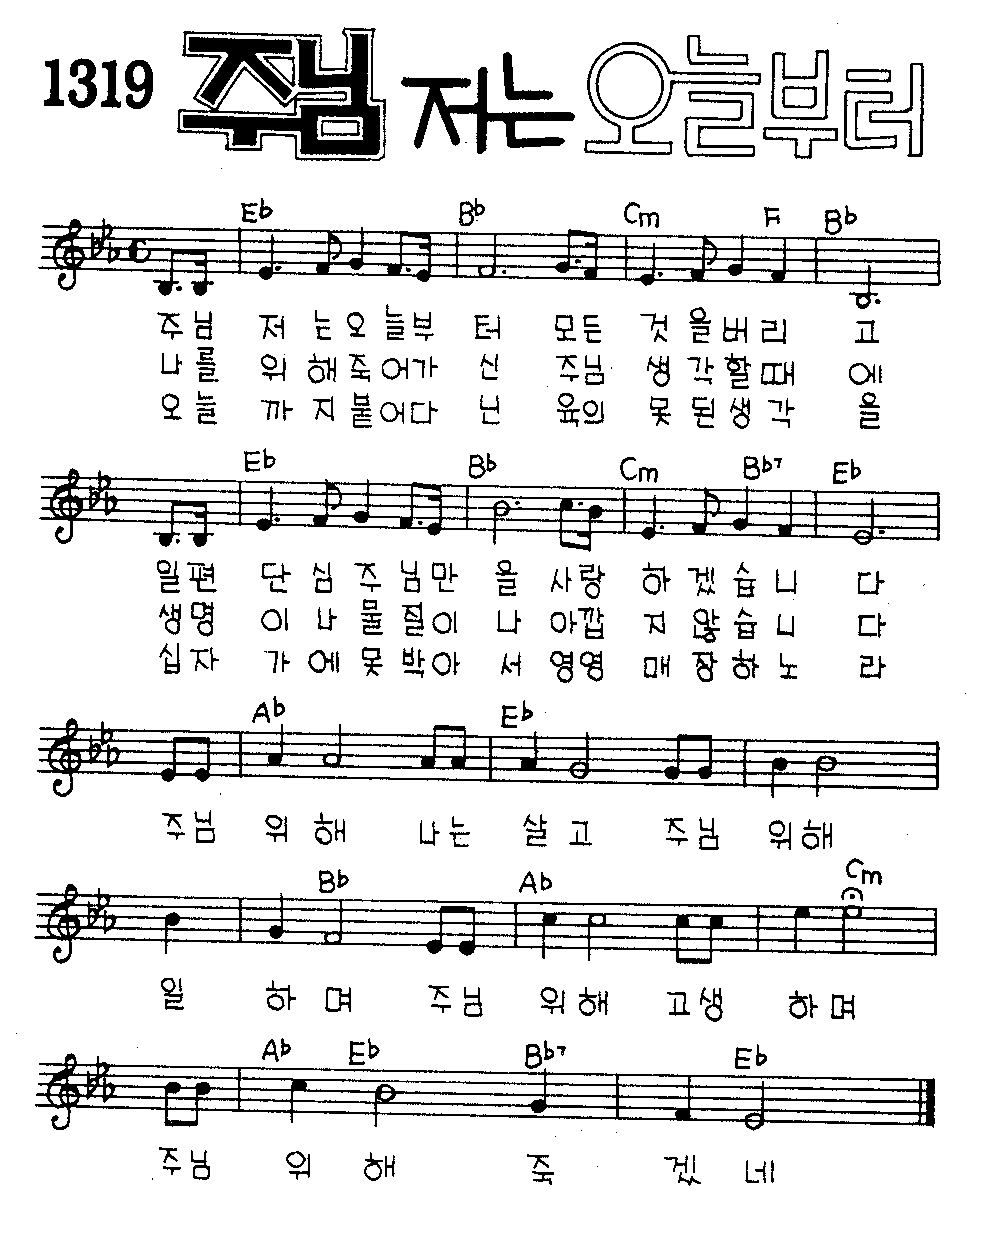 1319 주님 저는 오늘부터
Eb Bb Cm F Bb
주님 저 는오 늘부 터 모든 것 을버리 고
나를 위 해죽어가 신 주님 생 각할때 에
오늘 까 지붙어다 닌 육의 못 된생각 을
Eb Bb Cm Bb7 Eb
일편 단 심주님만 을 사랑 하 겠습니 다
생명 이 나물질이 나 아깝 지 않습니 다
십자 가 에못박아 서 영영 매 장하노 라
Ab Eb
주님 위 해 나는 살 고 주님 위해
Bb Ab Cm
일 하 며 주님 위해 고생 하며
Ab Eb Bb7 Eb
주님 위 해 죽 겠 네